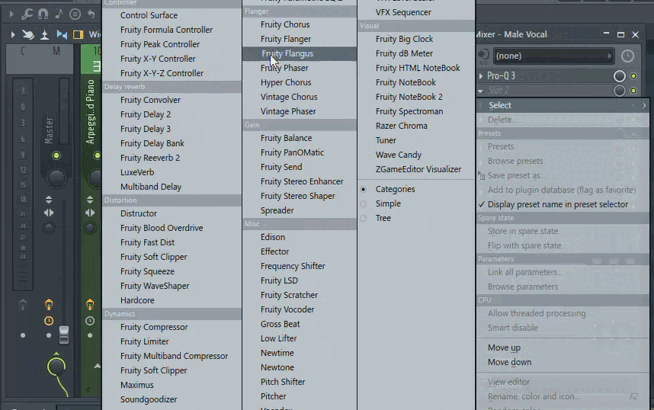 Controller
Control Surface
Fruity Formula Controller
Fruity Peak Controller
Fruity X-Y Controller
Fruity X-Y-Z Controller
Delay reverb
Fruity Convolver
Fruity Delay 2
Fruity Delay 3
Fruity Delay Bank
Fruity Reeverb 2
LuxeVerb
Multiband Delay
Distortion
Distructor
Fruity Blood Overdrive
Fruity Fast Dist
Fruity Soft Clipper
Fruity Squeeze
Fruity WaveShaper
Hardcore
Dynamics
Fruity Compressor
Fruity Limiter
Fruity Multiband Compressor
Fruity Soft Clipper
Maximus
Soundgoodizer
Flanger
Fruity Chorus
Fruity Flanger
Fruity Flangus
Fruity Phaser
Hyper Chorus
Vintage Chorus
Vintage Phaser
Gain
Fruity Balance
Fruity PanOMatic
Fruity Send
Fruity Stereo Enhancer
Fruity Stereo Shaper
Spreader
Misc
Edison
Effector
Frequency Shifter
Fruity LSD
Fruity Scratcher
Fruity Vocoder
Gross Beat
Low Lifter
Newtime
Newtone
Pitch Shifter
Pitcher
VFX Sequencer
Visual
Fruity Big Clock
Fruity dB Meter
Fruity HTML NoteBook
Fruity NoteBook
Fruity NoteBook 2
Fruity Spectroman
Razer Chroma
Tuner
Wave Candy
ZGameEditor Visualizer
Categories
Simple
Tree
Mixer - Male Vocal
(none)
Pro-Q 3
Slot 2
Select
Delete...
Presets
Presets
Browse presets
Save preset as
Add to plugin database (flag as favorite)
Display preset name in preset selector
Spare state
Store in spare state
Flip with spare state
Parameters
Link all parameters...
Browse parameters
CPU
Allow threaded processing
Smart disable
Move up
Move down
View editor
Rename, color and icon...
C
M
Master
Arpeggi..d Piano